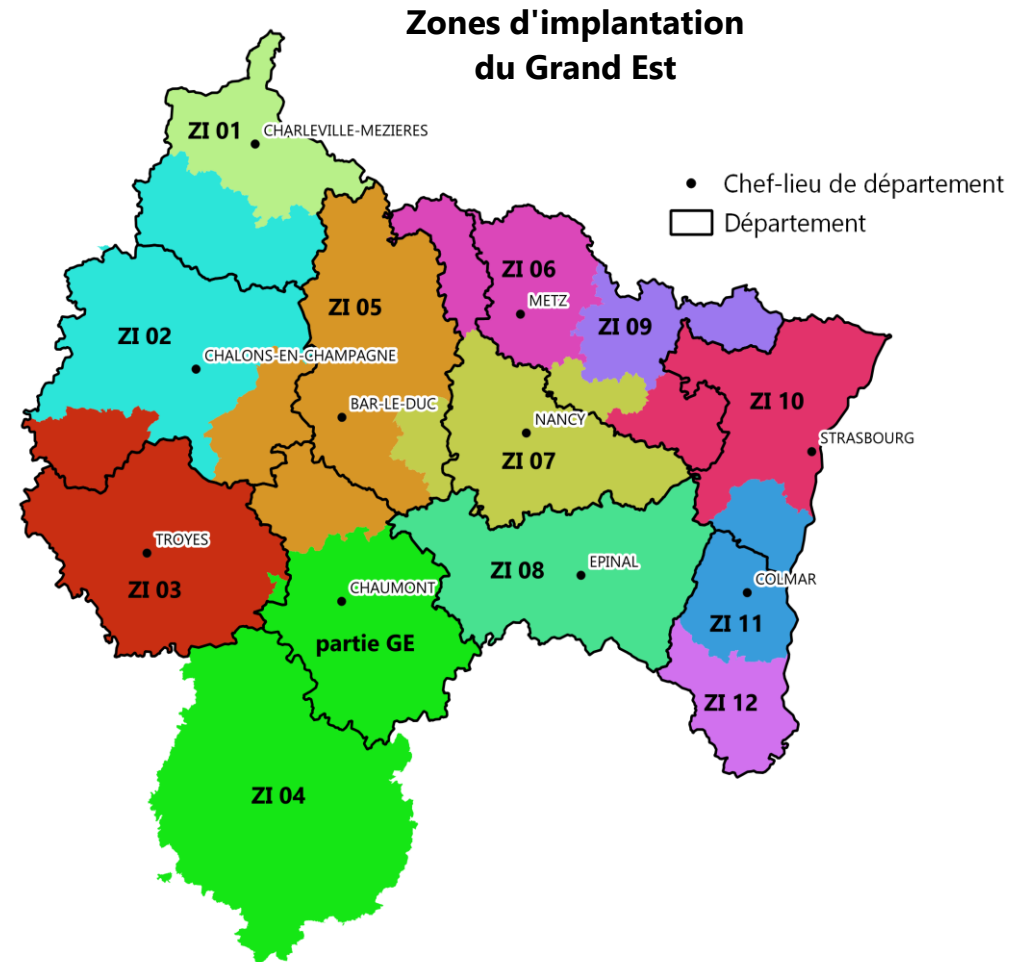 Zones d'implantation
du Grand Est
ZI 01
CHARLEVILLE-MEZIERES
Chef-lieu de département
Département
ZI 06
METZ
ZI 05
ZI 09
ZI 02
CHALONS-EN-CHAMPAGNE
BAR-LE-DUC
ZI 10
NANCY
STRASBOURG
ZI 07
TROYES
ZI 03
ZI 08
EPINAL
CHAUMONT
COLMAR
ZI 11
partie GE
ZI 12
ZI 04